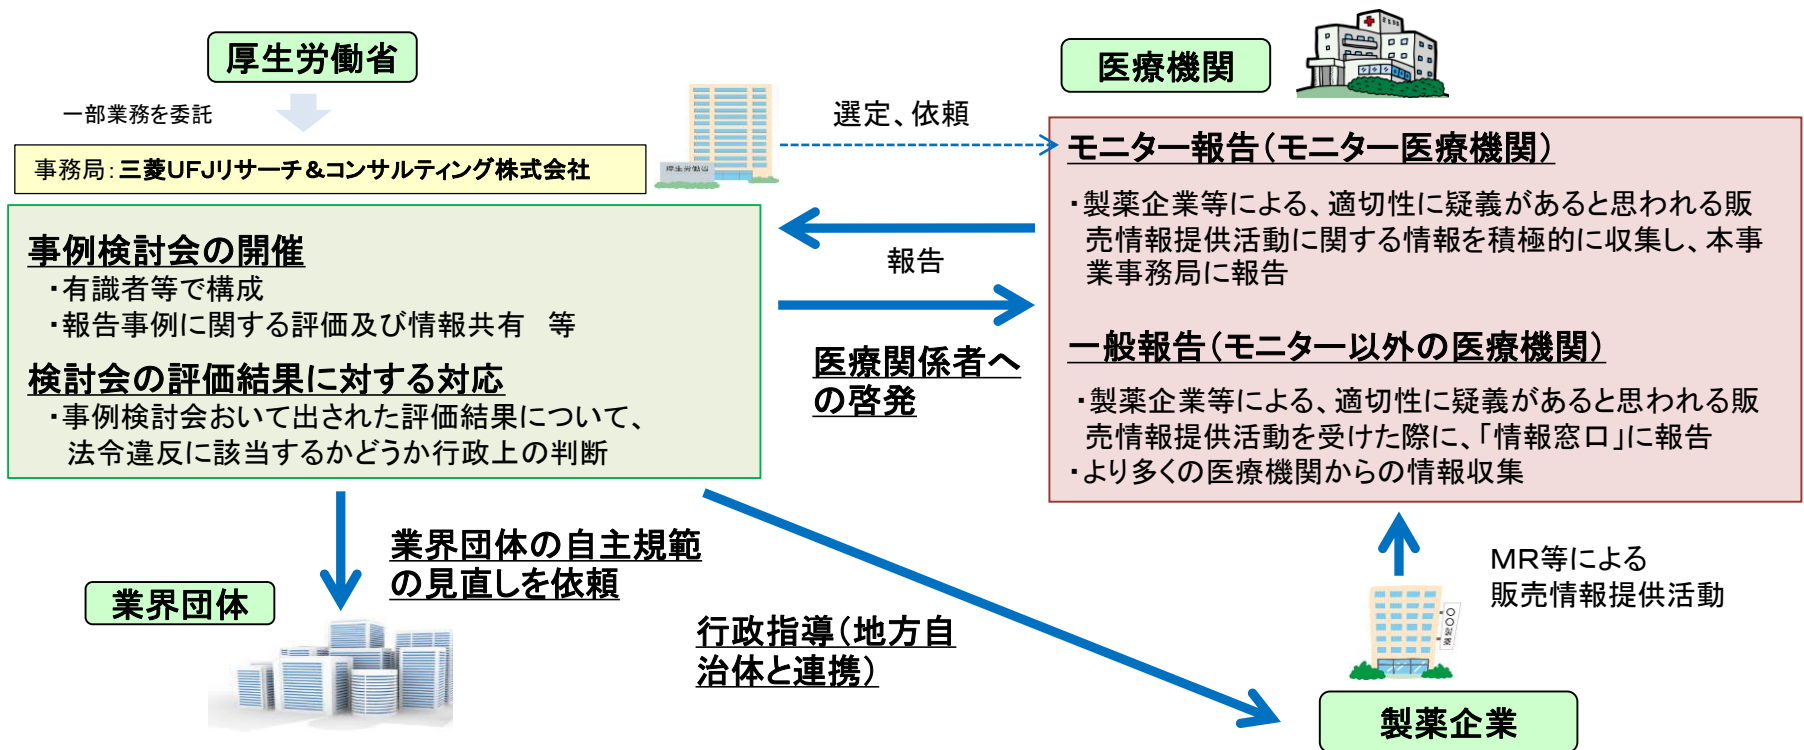 厚生労働省
一部業務を委託
事務局：三菱UFJリサーチ＆コンサルティング株式会社
厚生労働省
事例検討会の開催
・有識者等で構成
・報告事例に関する評価及び情報共有　等
検討会の評価結果に対する対応
・事例検討会おいて出された評価結果について、
法令違反に該当するかどうか行政上の判断
選定、依頼
報告
医療関係者へ
の啓発
医療機関
モニター報告（モニター医療機関）
・製薬企業等による、適切性に疑義があると思われる販
売情報提供活動に関する情報を積極的に収集し、本事
業事務局に報告
一般報告（モニター以外の医療機関）
・製薬企業等による、適切性に疑義があると思われる販
売情報提供活動を受けた際に、「情報窓口」に報告
・より多くの医療機関からの情報収集
業界団体の自主規範
の見直しを依頼
業界団体
行政指導（地方自
治体と連携）
ＭＲ等による
販売情報提供活動
製薬企業